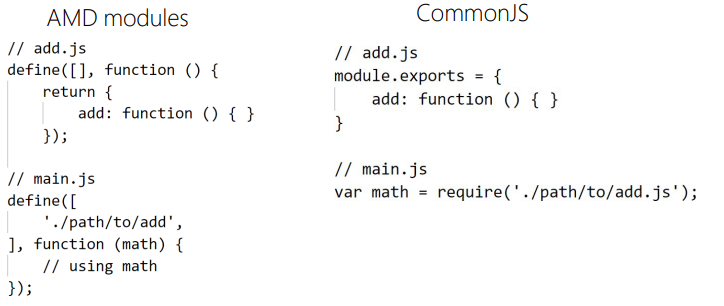 AMD modules
// add.js
define([], function () {
    return {
        add: function () { }
    });

// main.js
define([
    './path/to/add',
], function (math) {
    // using math
});
CommonJS
// add.js
module.exports = {
    add: function () { }
}

// main.js
var math = require('./path/to/add.js');